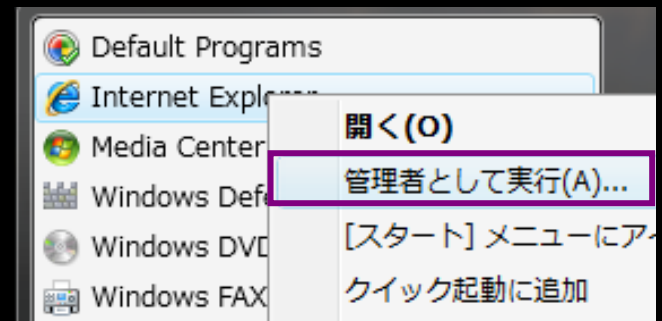 Default Programs
Internet Explorer
Media Center
Windows Defe
Windows DVD
Windows FAX
開く(O)
管理者として実行(A)...
[スタート] メニューにア
クイック起動に追加